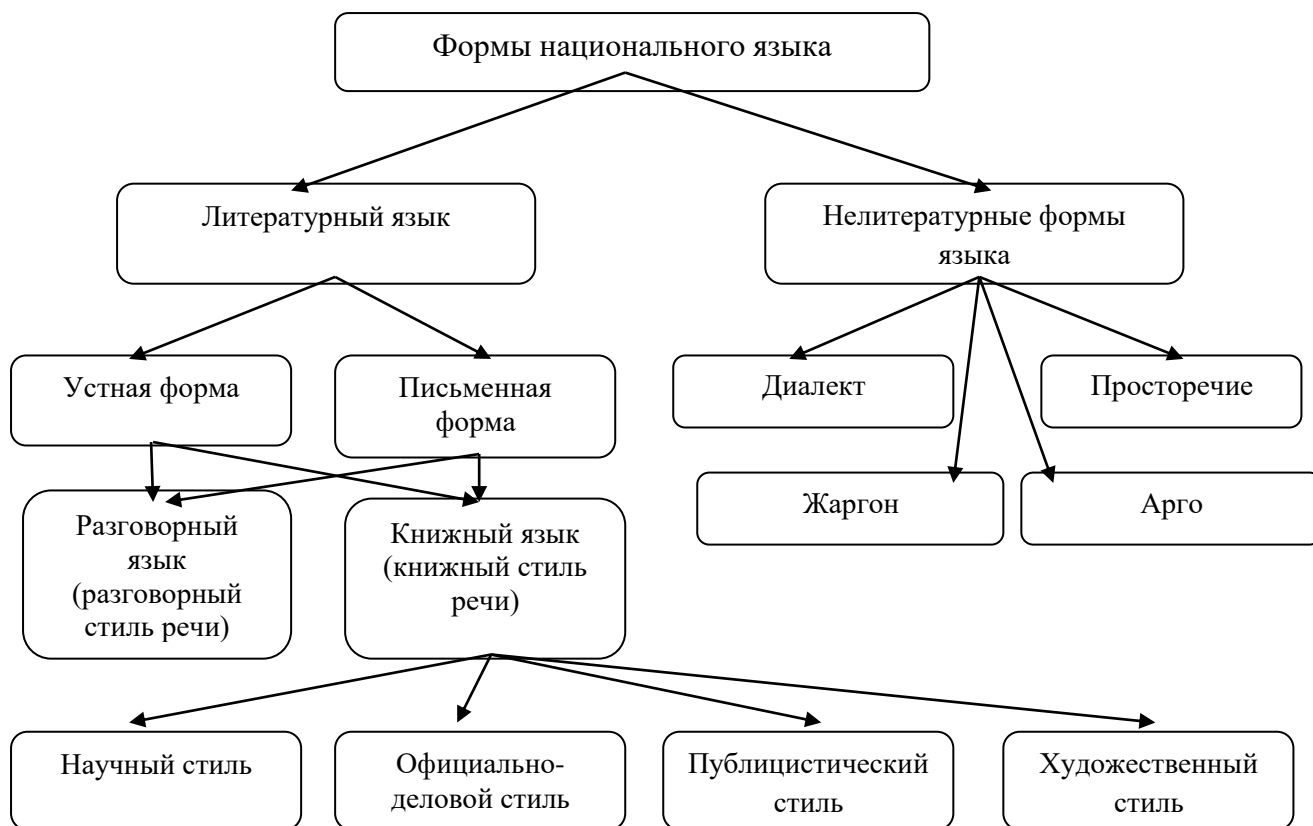 Формы национального языка
Литературный язык
Нелитературные формы
языка
Устная форма
Письменная
форма
Диалект
Просторечие
Жаргон
Арго
Разговорный
язык
(разговорный
стиль речи)
Книжный язык
(книжный стиль
речи)
Научный стиль
Официально-
деловой стиль
Публицистический
стиль
Художественный
стиль